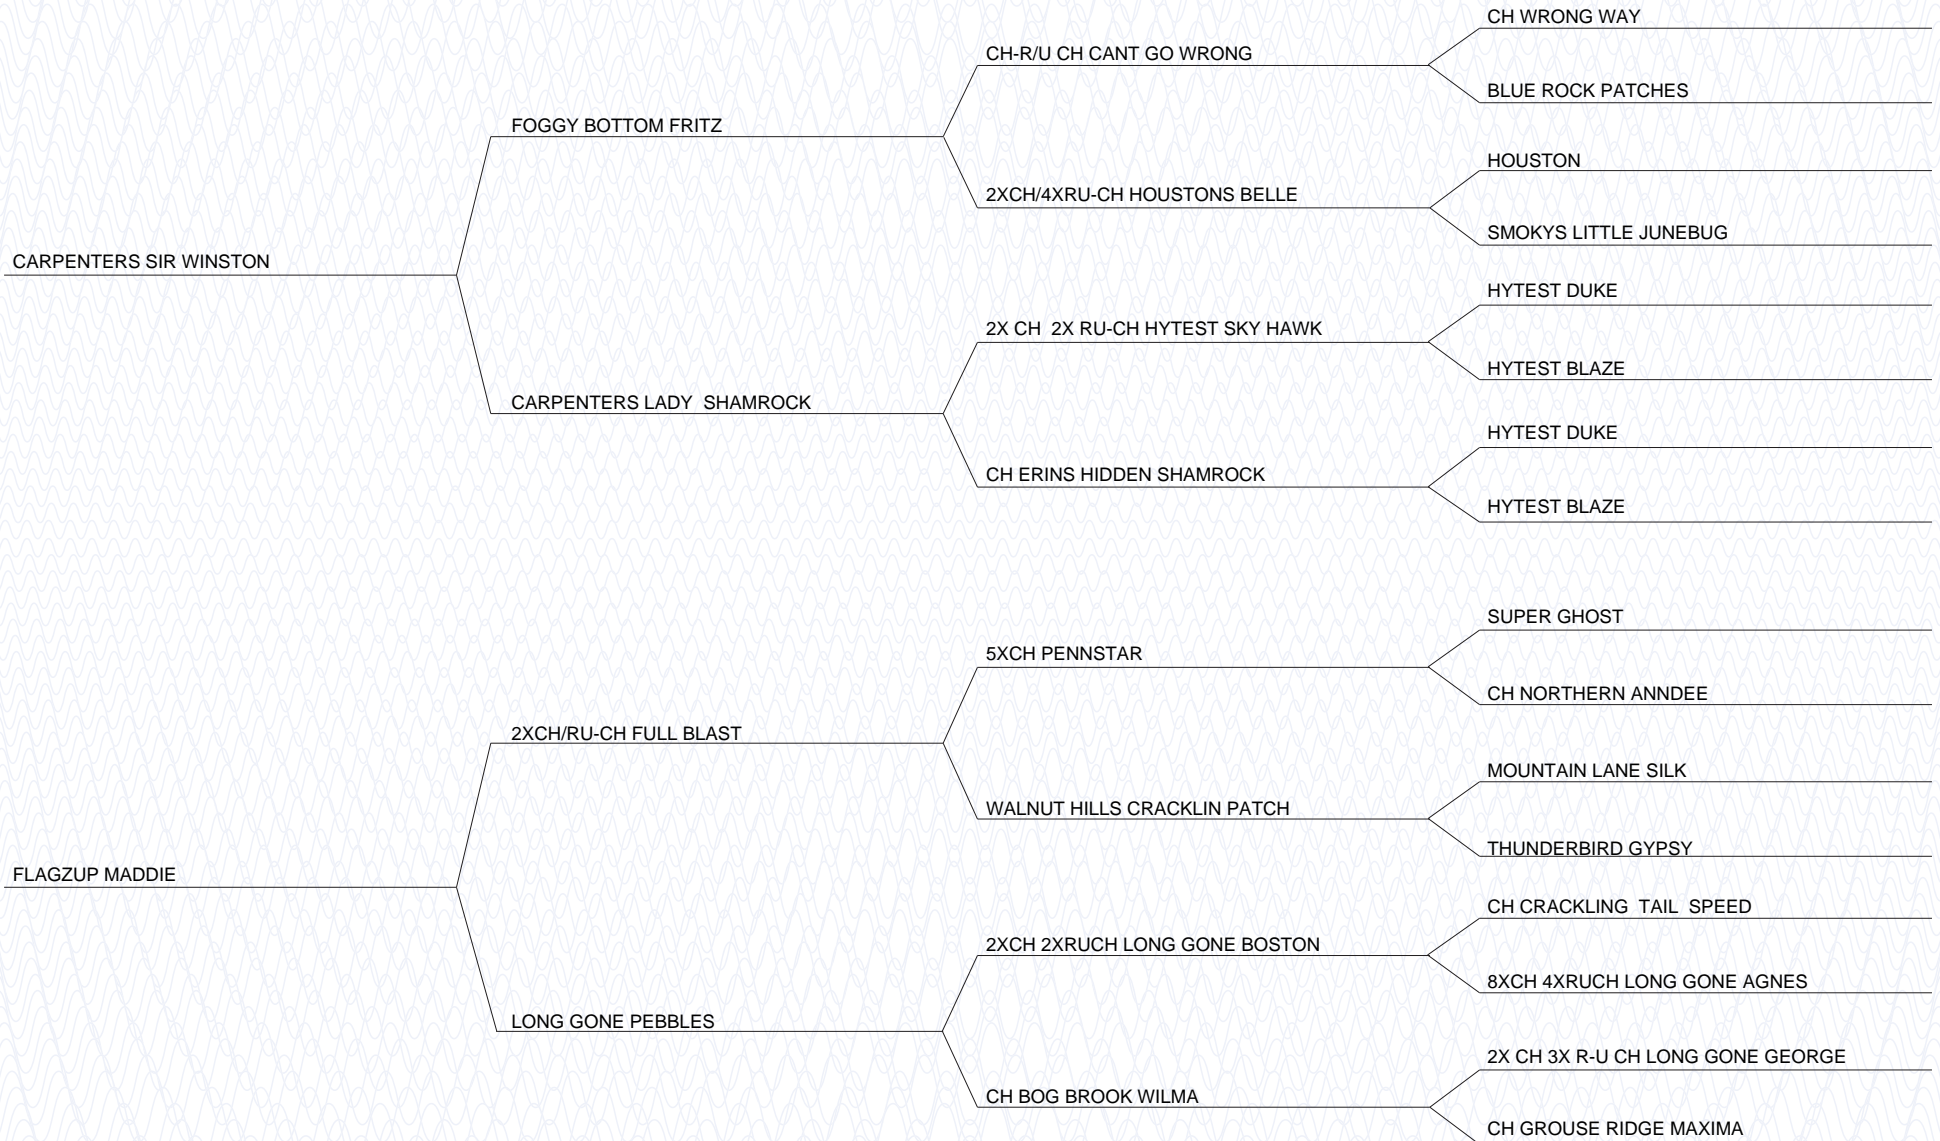 CH WRONG WAY
CH-R/U CH CANT GO WRONG
BLUE ROCK PATCHES
FOGGY BOTTOM FRITZ
HOUSTON
2XCH/4XRU-CH HOUSTONS BELLE
SMOKYS LITTLE JUNEBUG
CARPENTERS SIR WINSTON
HYTEST DUKE
2X CH  2X RU-CH HYTEST SKY HAWK
HYTEST BLAZE
CARPENTERS LADY  SHAMROCK
HYTEST DUKE
CH ERINS HIDDEN SHAMROCK
HYTEST BLAZE
SUPER GHOST
5XCH PENNSTAR
CH NORTHERN ANNDEE
2XCH/RU-CH FULL BLAST
MOUNTAIN LANE SILK
WALNUT HILLS CRACKLIN PATCH
THUNDERBIRD GYPSY
FLAGZUP MADDIE
CH CRACKLING  TAIL  SPEED
2XCH 2XRUCH LONG GONE BOSTON
8XCH 4XRUCH LONG GONE AGNES
LONG GONE PEBBLES
2X CH 3X R-U CH LONG GONE GEORGE
CH BOG BROOK WILMA
CH GROUSE RIDGE MAXIMA